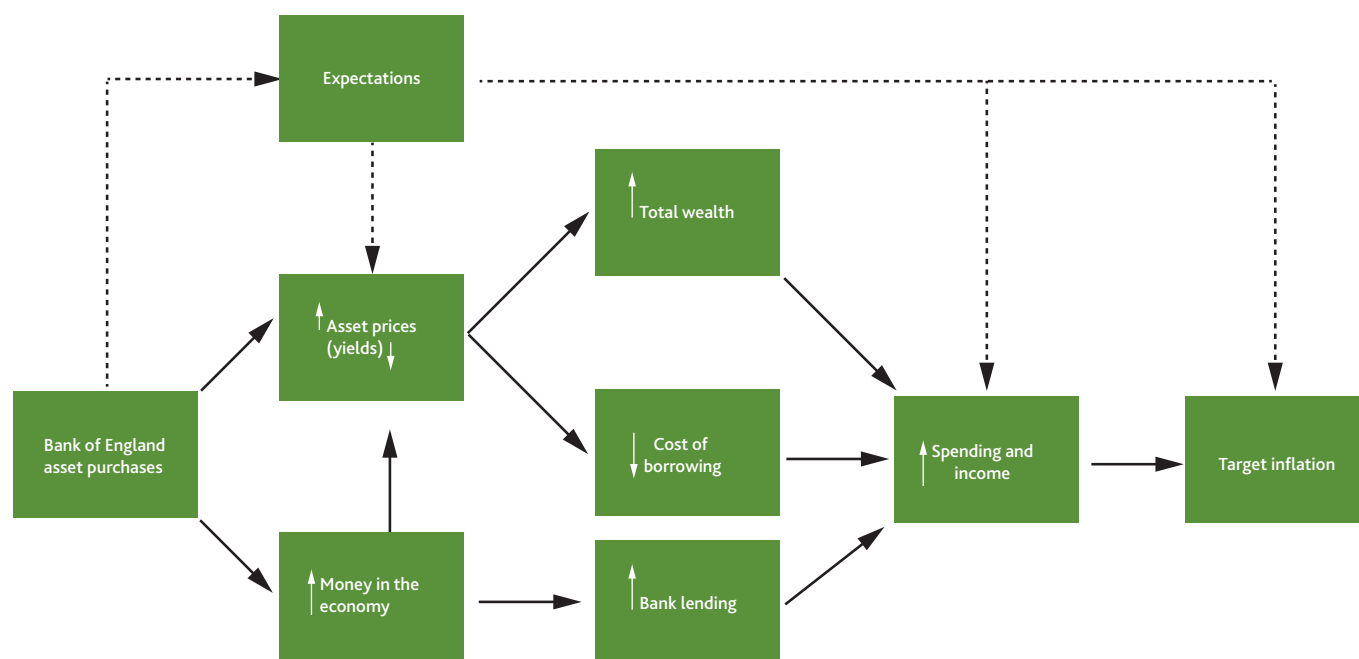 Expectations
Total wealth
Asset prices
(yields)
Bank of England
asset purchases
Cost of
borrowing
Spending and
income
Target inflation
Money in the
economy
Bank lending